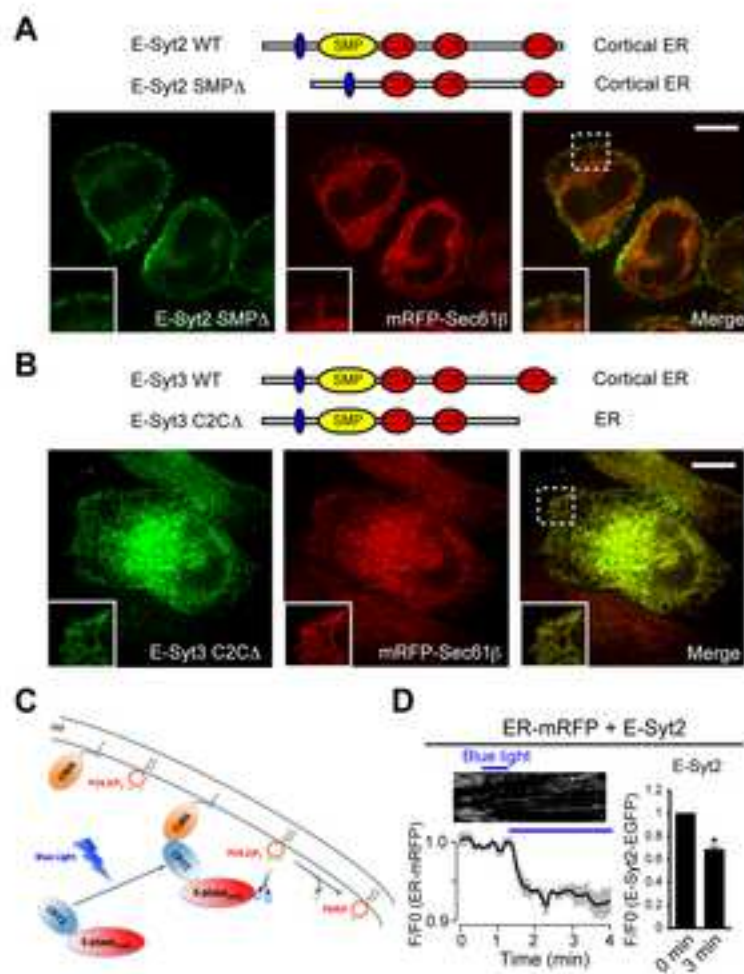 A
E-Syt2 WT
SMP
Cortical ER
E-Syt2 SMPΔ
Cortical ER
E-Syt2 SMPΔ
mRFP-Sec61β
Merge
B
E-Syt3 WT
SMP
Cortical ER
E-Syt3 C2CΔ
SMP
ER
E-Syt3 C2CΔ
mRFP-Sec61β
Merge
C
Blue light
D
ER-mRFP + E-Syt2
Blue light
F/F0 (ER-mRFP)
1.0
0.9
0 1 2 3 4
Time (min)
E-Syt2
F/F0 (E-Syt2-EGFP)
1.2
1
0.8
0.6
0.4
0.2
0
*
0 min
3 min